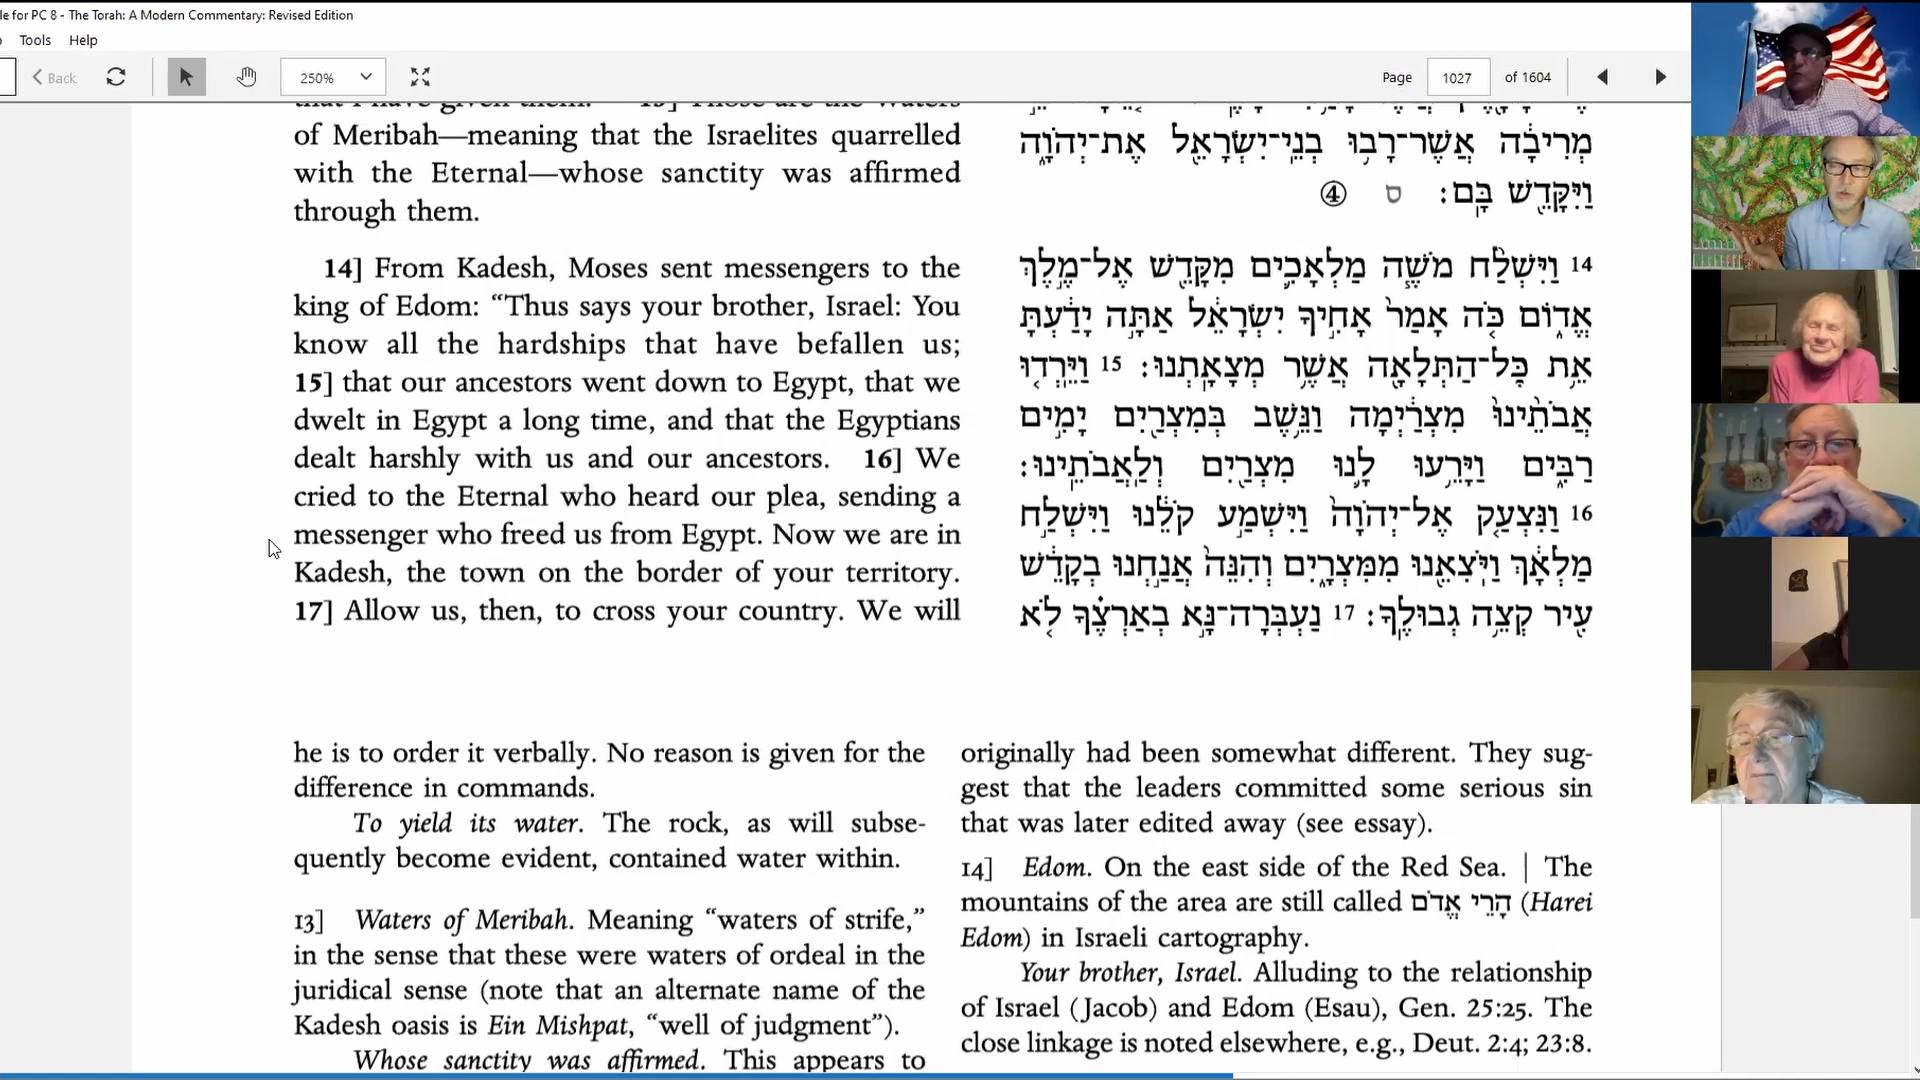 le for PC 8 - The Torah: A Modern Commentary: Revised Edition
Tools Help
Back
250%
Page 1027 of 1604
that I have given them.” 13] Those are the Waters
of Meribah—meaning that the Israelites quarrelled
with the Eternal—whose sanctity was affirmed
through them.
14] From Kadesh, Moses sent messengers to the
king of Edom: “Thus says your brother, Israel: You
know all the hardships that have befallen us;
15] that our ancestors went down to Egypt, that we
dwelt in Egypt a long time, and that the Egyptians
dealt harshly with us and our ancestors. 16] We
cried to the Eternal who heard our plea, sending a
messenger who freed us from Egypt. Now we are in
Kadesh, the town on the border of your territory.
17] Allow us, then, to cross your country. We will
מְרִיבָ֔ה אֲשֶׁר־רָב֥וּ בְנֵֽי־יִשְׂרָאֵ֖ל אֶת־יְהֹוָ֑ה
וַיִּקָּדֵ֖שׁ בָּֽם׃ ס ④
14 וַיִּשְׁלַ֨ח מֹשֶׁ֧ה מַלְאָכִ֛ים מִקָּדֵ֖שׁ אֶל־מֶ֣לֶךְ
אֱד֑וֹם כֹּ֤ה אָמַר֙ אָחִ֣יךָ יִשְׂרָאֵ֔ל אַתָּ֣ה יָדַ֔עְתָּ
אֵ֥ת כׇּל־הַתְּלָאָ֖ה אֲשֶׁ֥ר מְצָאָֽתְנוּ׃ 15 וַיֵּרְד֤וּ
אֲבֹתֵ֙ינוּ֙ מִצְרַ֔יְמָה וַנֵּ֥שֶׁב בְּמִצְרַ֖יִם יָמִ֣ים
רַבִּ֑ים וַיָּרֵ֥עוּ לָ֛נוּ מִצְרַ֖יִם וְלַאֲבֹתֵֽינוּ׃
16 וַנִּצְעַ֤ק אֶל־יְהֹוָה֙ וַיִּשְׁמַ֣ע קֹלֵ֔נוּ וַיִּשְׁלַ֣ח
מַלְאָ֔ךְ וַיֹּצִאֵ֖נוּ מִמִּצְרָ֑יִם וְהִנֵּה֙ אֲנַ֣חְנוּ בְקָדֵ֔שׁ
עִ֖יר קְצֵ֥ה גְבוּלֶֽךָ׃ 17 נַעְבְּרָה־נָּ֣א בְאַרְצֶ֗ךָ לֹ֤א
he is to order it verbally. No reason is given for the
difference in commands.
To yield its water. The rock, as will subse-
quently become evident, contained water within.
13] Waters of Meribah. Meaning “waters of strife,”
in the sense that these were waters of ordeal in the
juridical sense (note that an alternate name of the
Kadesh oasis is Ein Mishpat, “well of judgment”).
Whose sanctity was affirmed. This appears to
originally had been somewhat different. They sug-
gest that the leaders committed some serious sin
that was later edited away (see essay).
14] Edom. On the east side of the Red Sea. | The
mountains of the area are still called הָרֵי אֱדֹם (Harei
Edom) in Israeli cartography.
Your brother, Israel. Alluding to the relationship
of Israel (Jacob) and Edom (Esau), Gen. 25:25. The
close linkage is noted elsewhere, e.g., Deut. 2:4; 23:8.